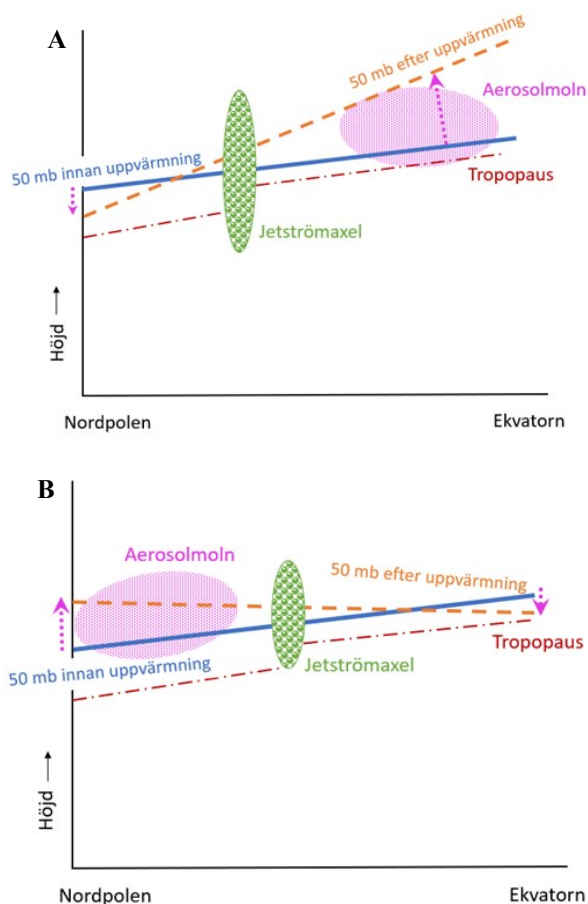 A
50 mb efter uppvärmning
Aerosolmoln
50 mb innan uppvärmning
Tropopaus
Jetströmaxel
Höjd
Nordpolen
Ekvatorn
B
Aerosolmoln
50 mb efter uppvärmning
Tropopaus
Jetströmaxel
50 mb innan uppvärmning
Höjd
Nordpolen
Ekvatorn